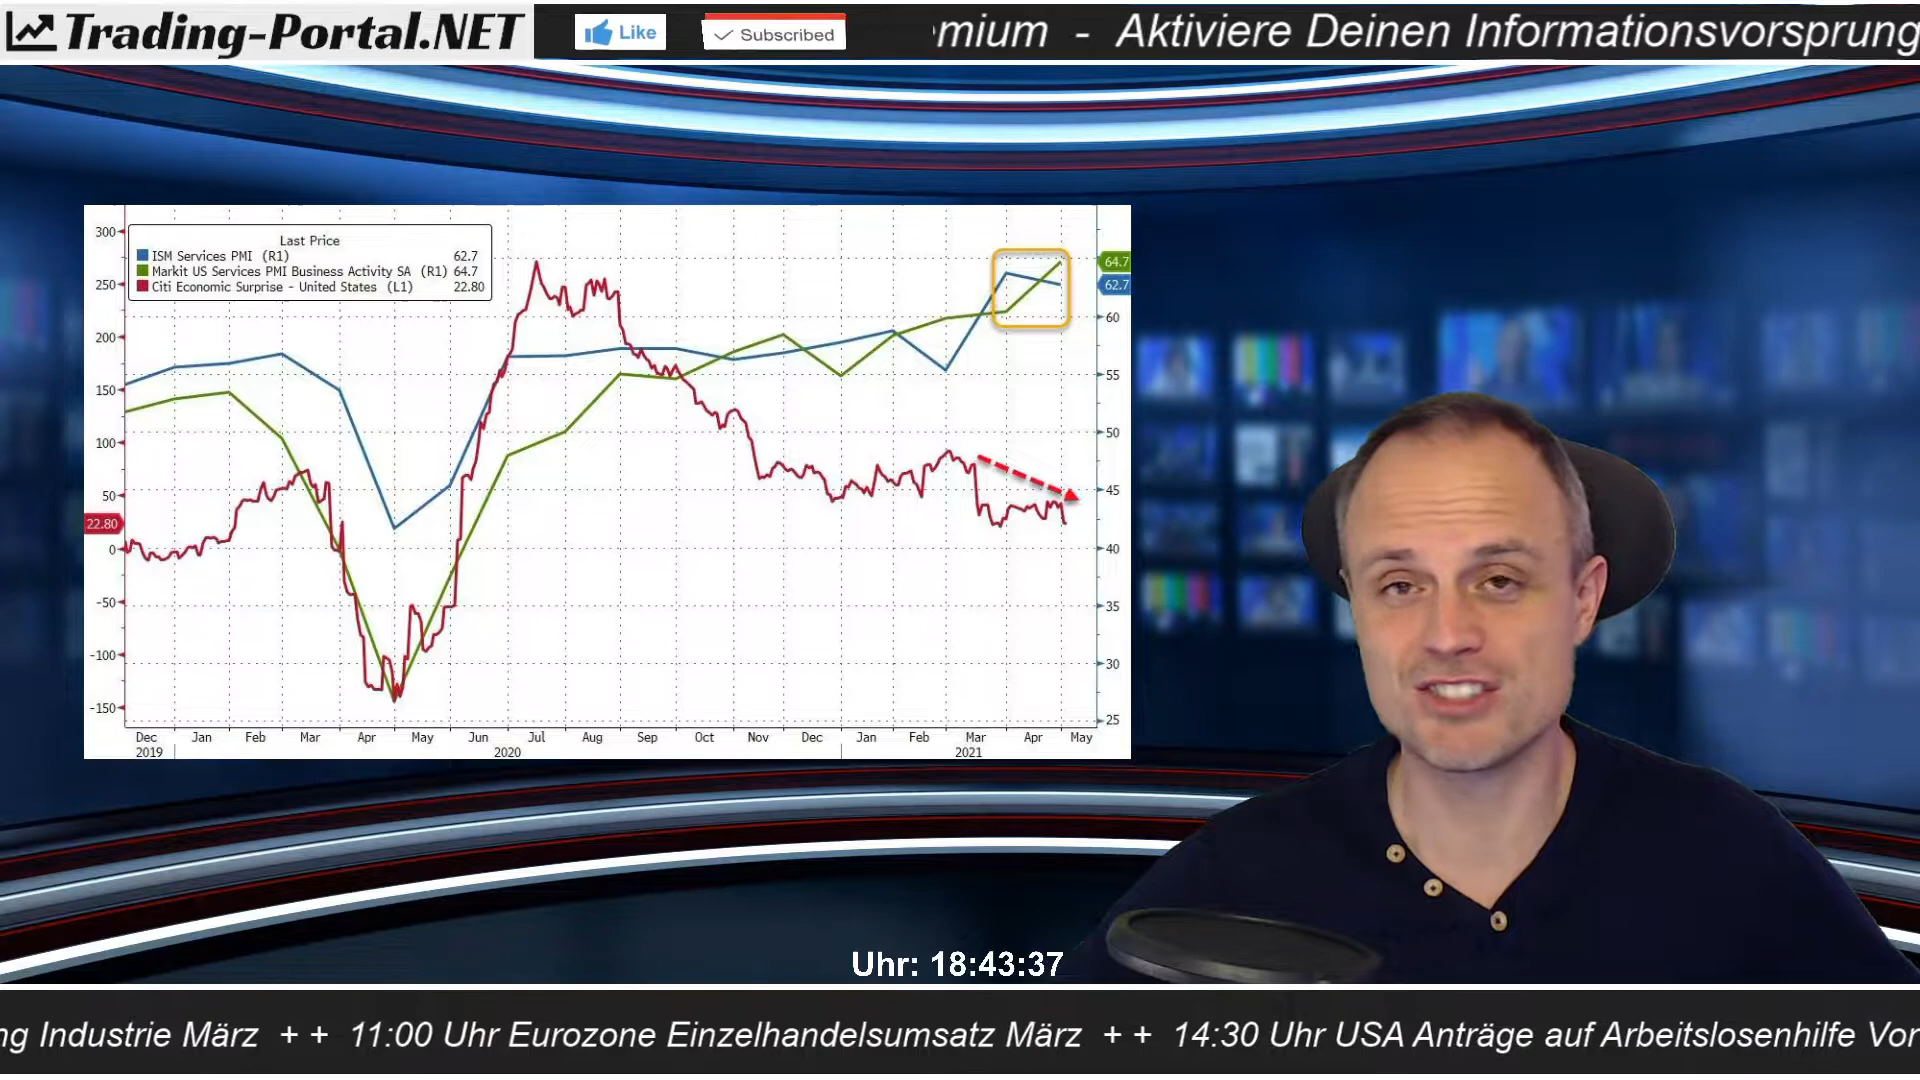 Trading-Portal.NET
Like
Subscribed
mium - Aktiviere Deinen Informationsvorsprung
Last Price
ISM Services PMI (R1) 62.7
Markit US Services PMI Business Activity SA (R1) 64.7
Citi Economic Surprise - United States (L1) 22.80
300
250
200
150
100
50
22.80
0
-50
-100
-150
64.7
62.7
60
55
50
45
40
35
30
25
Dec Jan Feb Mar Apr May Jun Jul Aug Sep Oct Nov Dec Jan Feb Mar Apr May
2019 2020 2021
Uhr: 18:43:37
ng Industrie März + + 11:00 Uhr Eurozone Einzelhandelsumsatz März + + 14:30 Uhr USA Anträge auf Arbeitslosenhilfe Vor